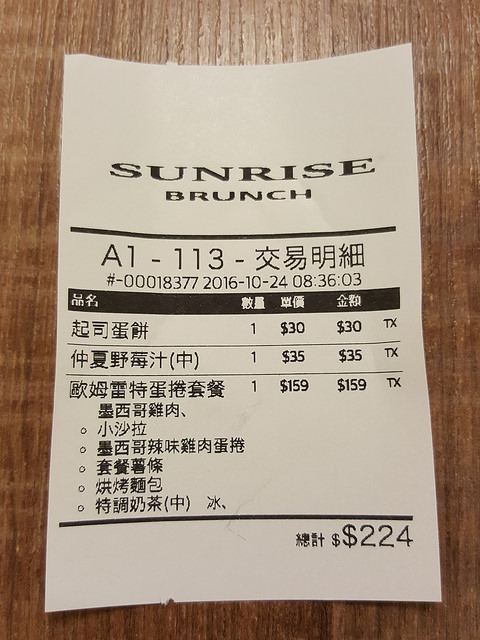 SUNRISE
BRUNCH
A1 - 113 - 交易明細
#-00018377 2016-10-24 08:36:03
品名 數量 單價 金額
起司蛋餅 1 $30 $30 TX
仲夏野莓汁(中) 1 $35 $35 TX
歐姆雷特蛋捲套餐 1 $159 $159 TX
墨西哥雞肉、
。小沙拉
。墨西哥辣味雞肉蛋捲
。套餐薯條
。烘烤麵包
。特調奶茶(中) 冰、
總計 $$224